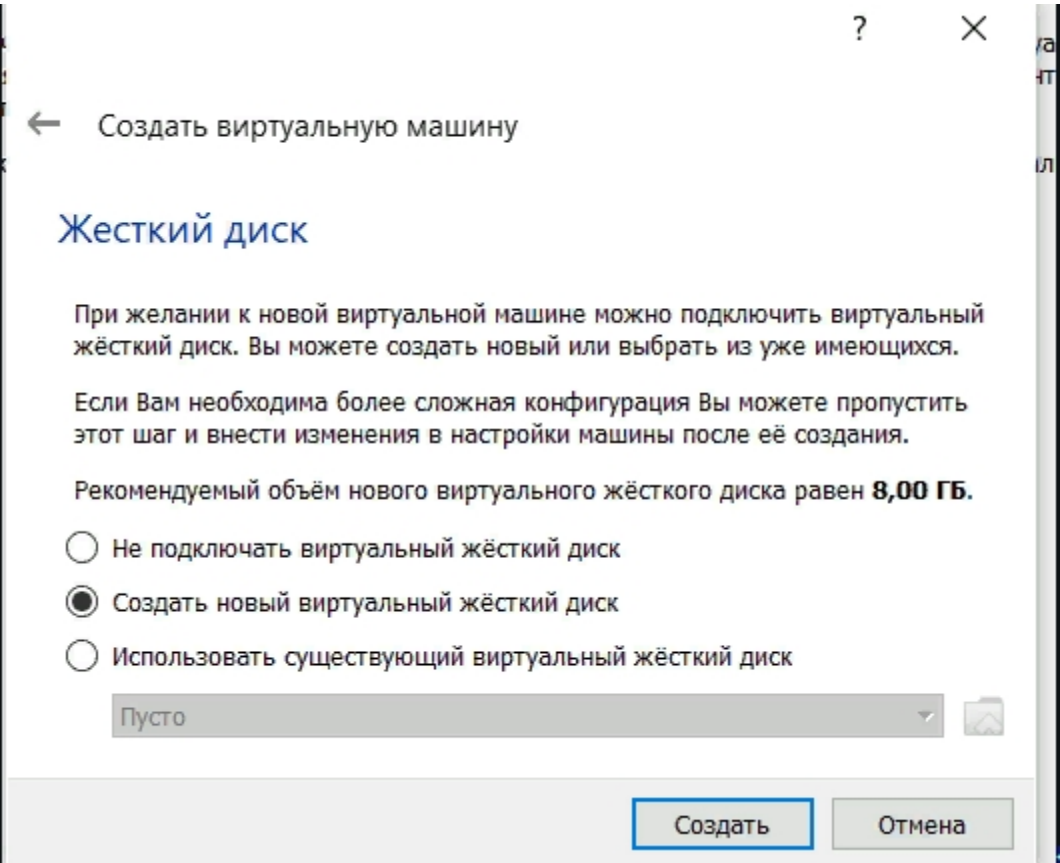 ?
Создать виртуальную машину
Жесткий диск
При желании к новой виртуальной машине можно подключить виртуальный
жёсткий диск. Вы можете создать новый или выбрать из уже имеющихся.
Если Вам необходима более сложная конфигурация Вы можете пропустить
этот шаг и внести изменения в настройки машины после её создания.
Рекомендуемый объём нового виртуального жёсткого диска равен 8,00 ГБ.
Не подключать виртуальный жёсткий диск
Создать новый виртуальный жёсткий диск
Использовать существующий виртуальный жёсткий диск
Пусто
Создать
Отмена